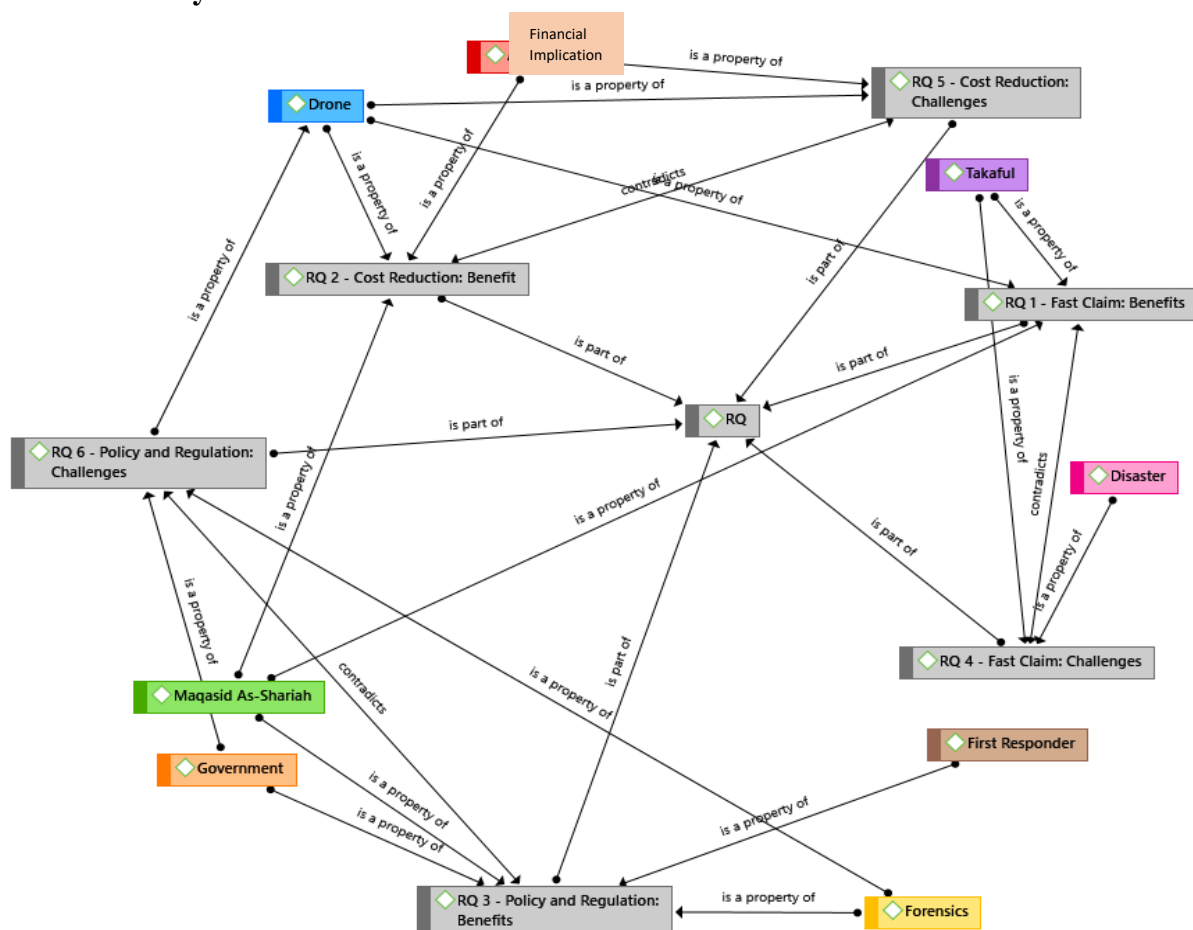 Financial
Implication
is a property of
is a property of
RQ 5 - Cost Reduction:
Challenges
Drone
Takaful
is a property of
is a property of
contradicts
is a property of
is a property of
is part of
is a property of
RQ 2 - Cost Reduction: Benefit
RQ 1 - Fast Claim: Benefits
is part of
is part of
is a property of
RQ
is part of
RQ 6 - Policy and Regulation:
Challenges
is a property of
contradicts
Disaster
is a property of
is a property of
is part of
is a property of
is a property of
is part of
RQ 4 - Fast Claim: Challenges
Maqasid As-Shariah
contradicts
is a property of
First Responder
Government
is a property of
is a property of
is a property of
RQ 3 - Policy and Regulation:
Benefits
is a property of
Forensics